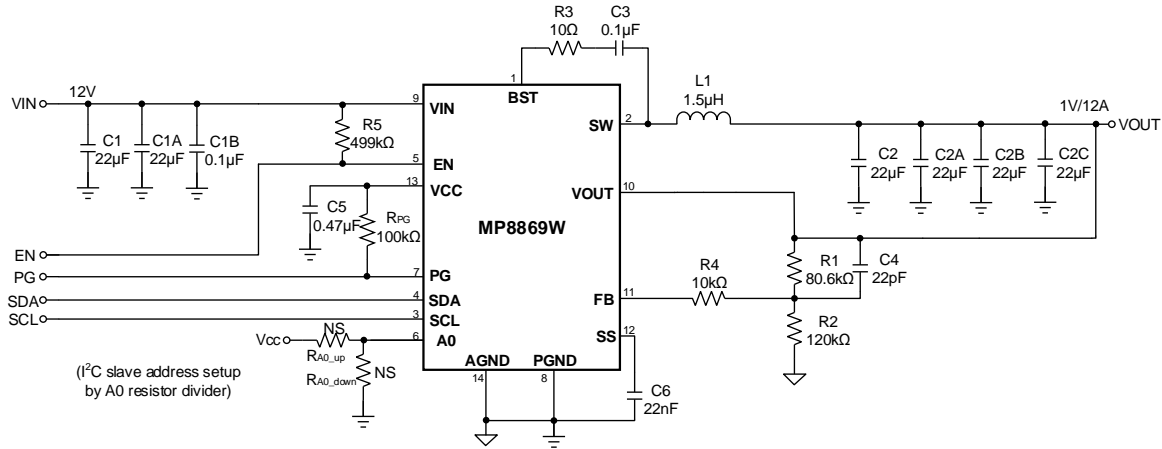 R3
10Ω
C3
0.1µF
1
BST
VIN
12V
9
VIN
C1
22µF
C1A
22µF
C1B
0.1µF
R5
499kΩ
5
EN
13
VCC
C5
0.47µF
RPG
100kΩ
EN
PG
7
PG
SDA
4
SDA
SCL
3
SCL
Vcc
NS
6
A0
RA0_up
RA0_down
NS
(I²C slave address setup
by A0 resistor divider)
MP8869W
SW
2
L1
1.5µH
1V/12A
VOUT
C2
22µF
C2A
22µF
C2B
22µF
C2C
22µF
VOUT
10
R1
80.6kΩ
C4
22pF
R4
10kΩ
FB
11
R2
120kΩ
SS
12
C6
22nF
AGND
14
PGND
8